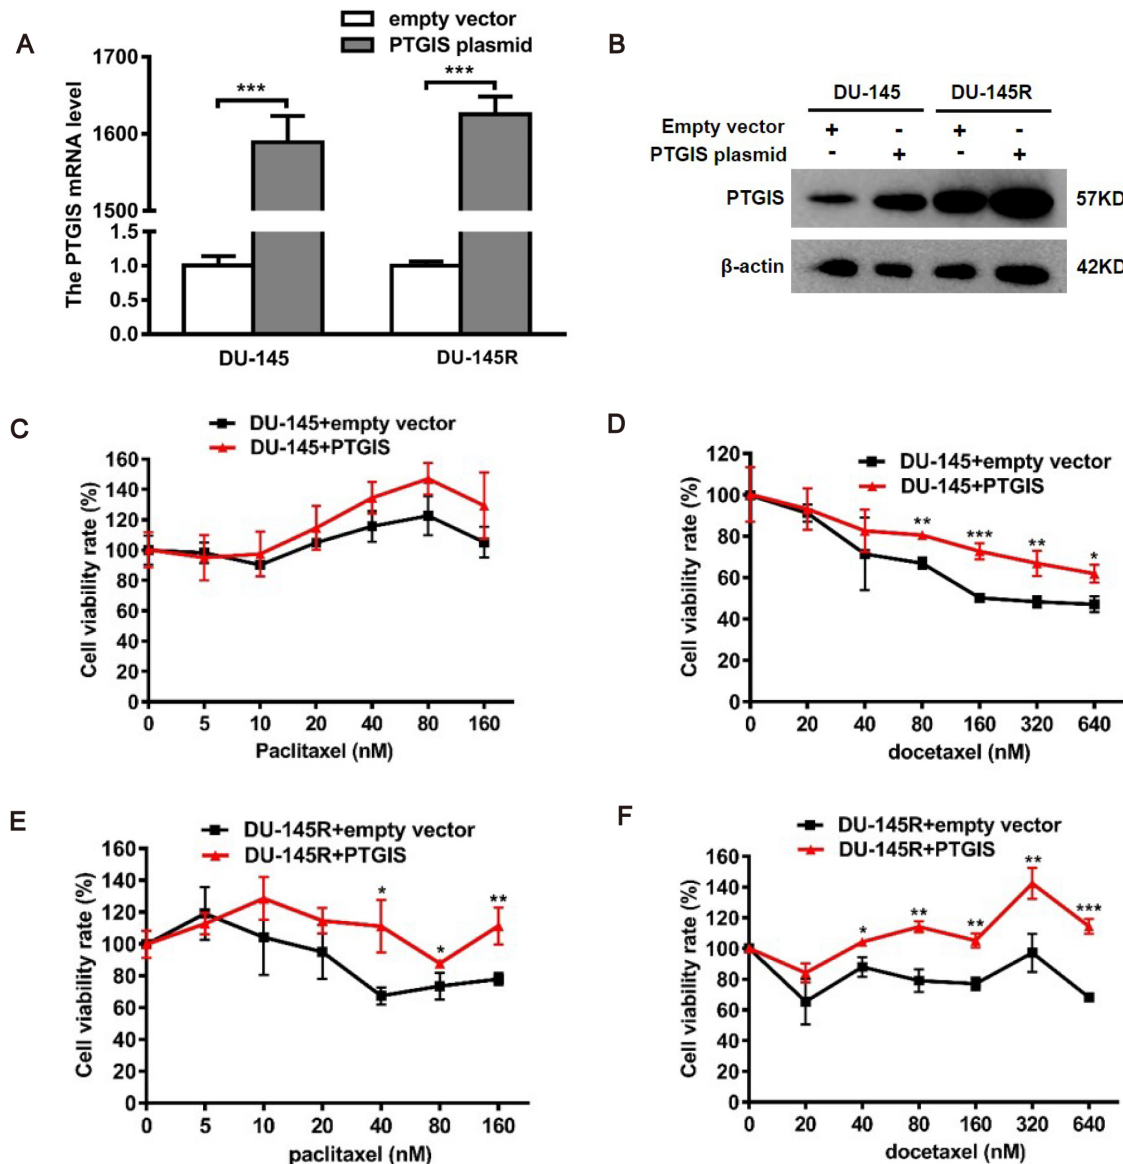 A
empty vector
PTGIS plasmid
The PTGIS mRNA level
1700
1600
1500
1.5
1.0
0.5
0.0
***
***
DU-145
DU-145R
B
DU-145
DU-145R
Empty vector
+
-
+
-
PTGIS plasmid
-
+
-
+
PTGIS
57KD
β-actin
42KD
C
DU-145+empty vector
DU-145+PTGIS
Cell viability rate (%)
160
140
120
100
80
60
40
20
0
0
5
10
20
40
80
160
Paclitaxel (nM)
D
DU-145+empty vector
DU-145+PTGIS
Cell viability rate (%)
120
100
80
60
40
20
0
**
***
**
*
0
20
40
80
160
320
640
docetaxel (nM)
E
DU-145R+empty vector
DU-145R+PTGIS
Cell viability rate (%)
160
140
120
100
80
60
40
20
0
*
*
**
0
5
10
20
40
80
160
paclitaxel (nM)
F
DU-145R+empty vector
DU-145R+PTGIS
Cell viability rate (%)
160
140
120
100
80
60
40
20
0
*
**
**
**
***
0
20
40
80
160
320
640
docetaxel (nM)